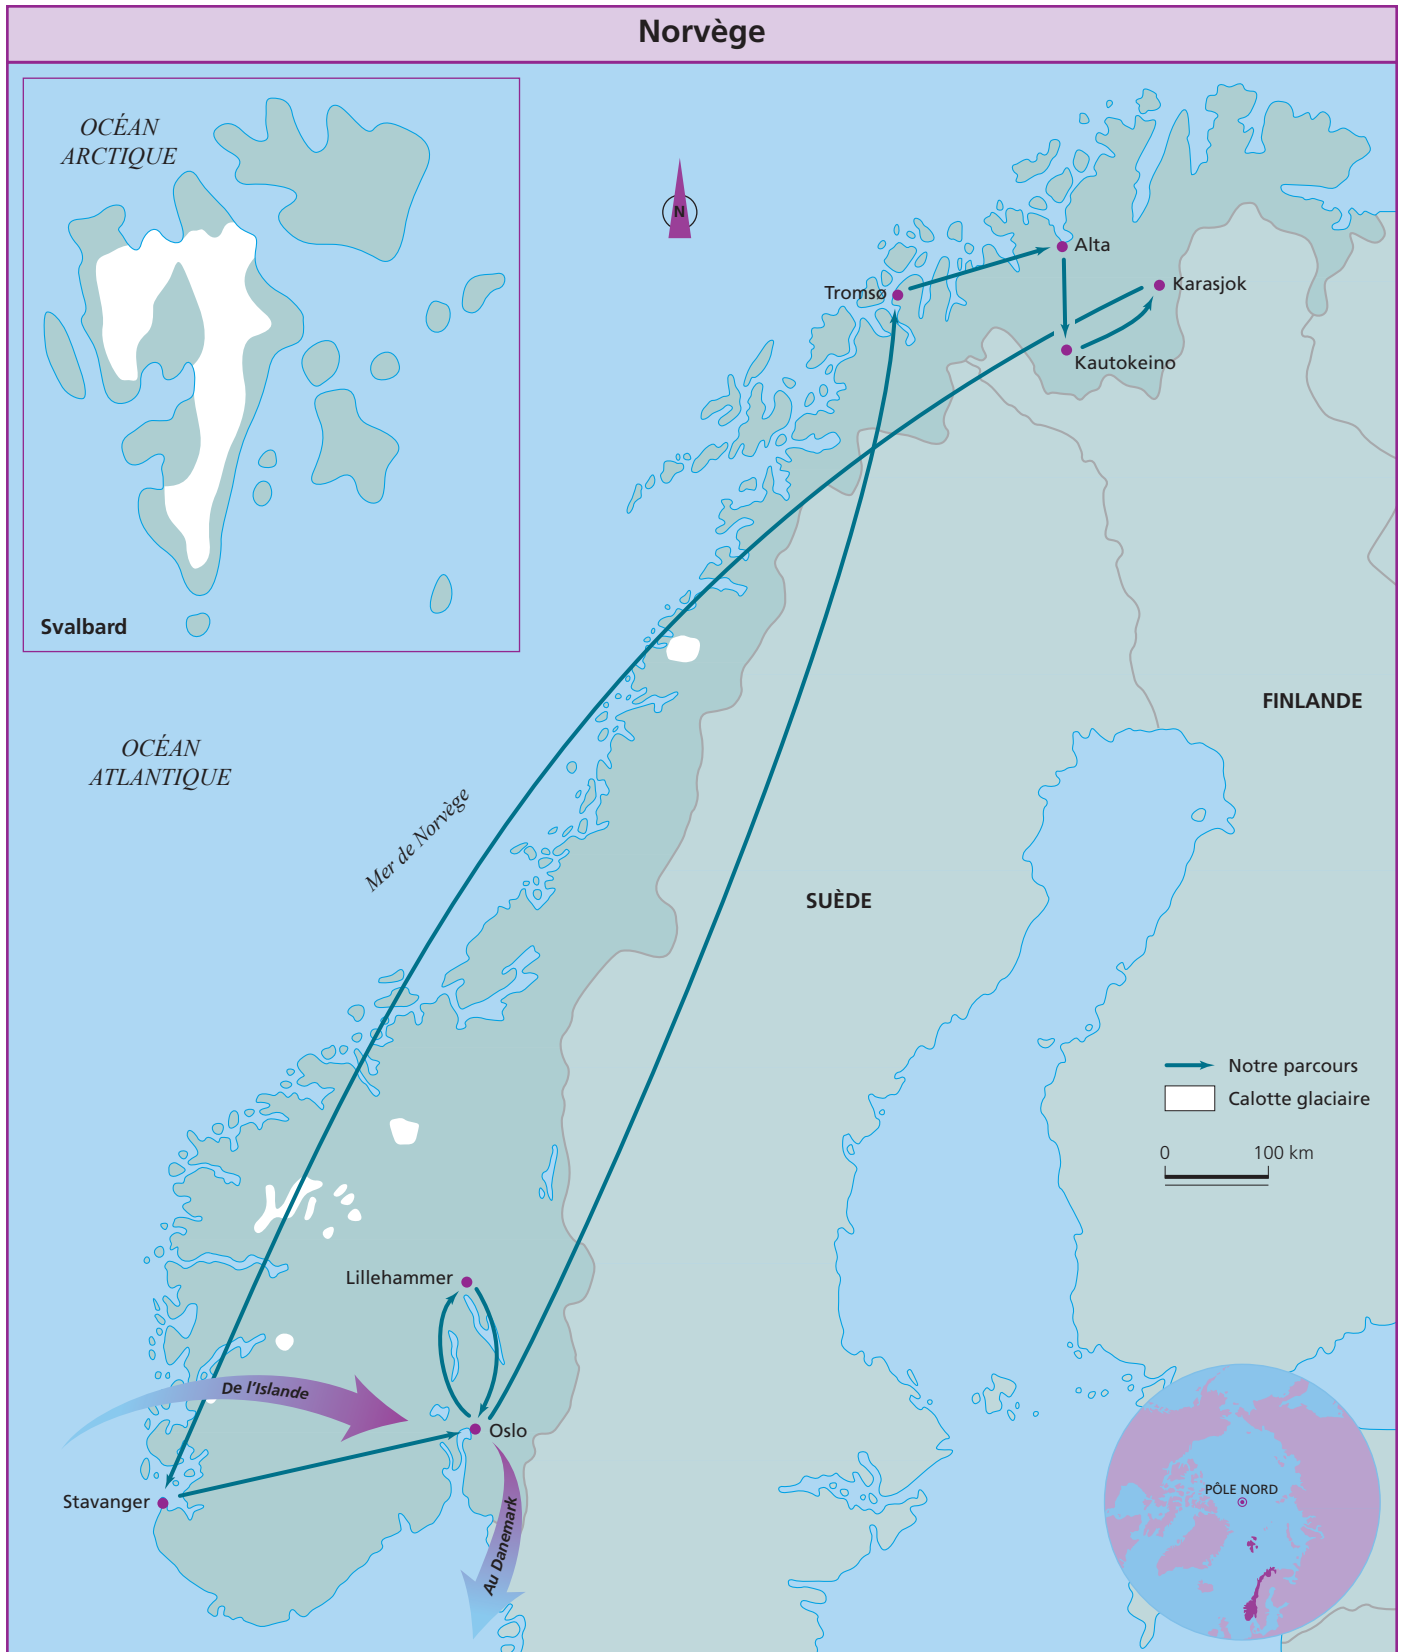 Norvège
OCÉAN
ARCTIQUE
Svalbard
N
Alta
Tromsø
Karasjok
Kautokeino
FINLANDE
OCÉAN
ATLANTIQUE
Mer de Norvège
SUÈDE
Notre parcours
Calotte glaciaire
0 100 km
Lillehammer
De l'Islande
Oslo
Stavanger
Au Danemark
PÔLE NORD